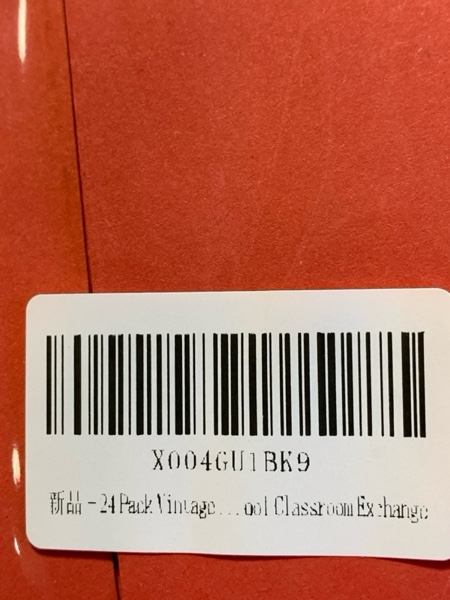 X004GU1BK9
新品 - 24 Pack Vintage ... ool Classroom Exchange